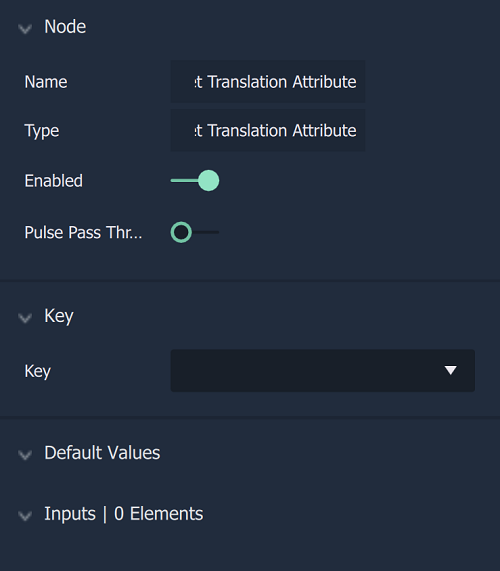 Node
Name
t Translation Attribute
Type
t Translation Attribute
Enabled
Pulse Pass Thr...
Key
Key
Default Values
Inputs | 0 Elements